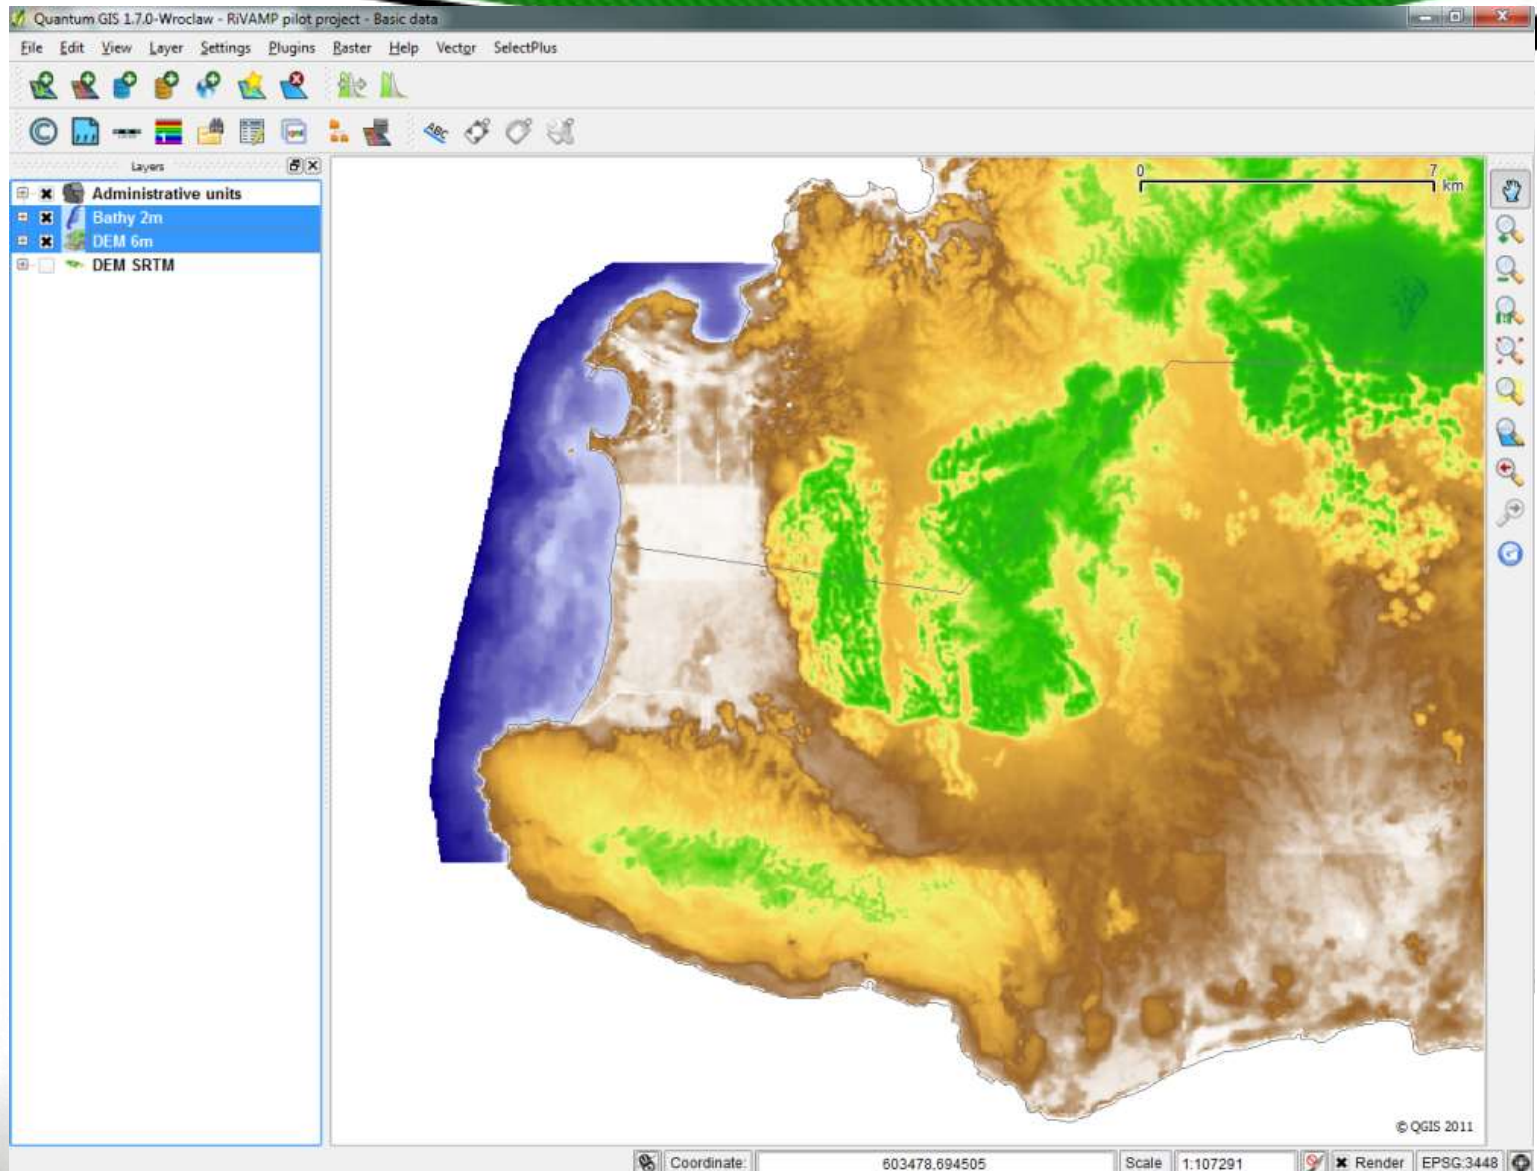 Quantum GIS 1.7.0-Wroclaw - RiVAMP pilot project - Basic data
File Edit View Layer Settings Plugins Raster Help Vector SelectPlus
ABC
Layers
Administrative units
Bathy 2m
DEM 6m
DEM SRTM
0 7 km
© QGIS 2011
Coordinate: 603478,694505 Scale 1:107291 Render EPSG:3448